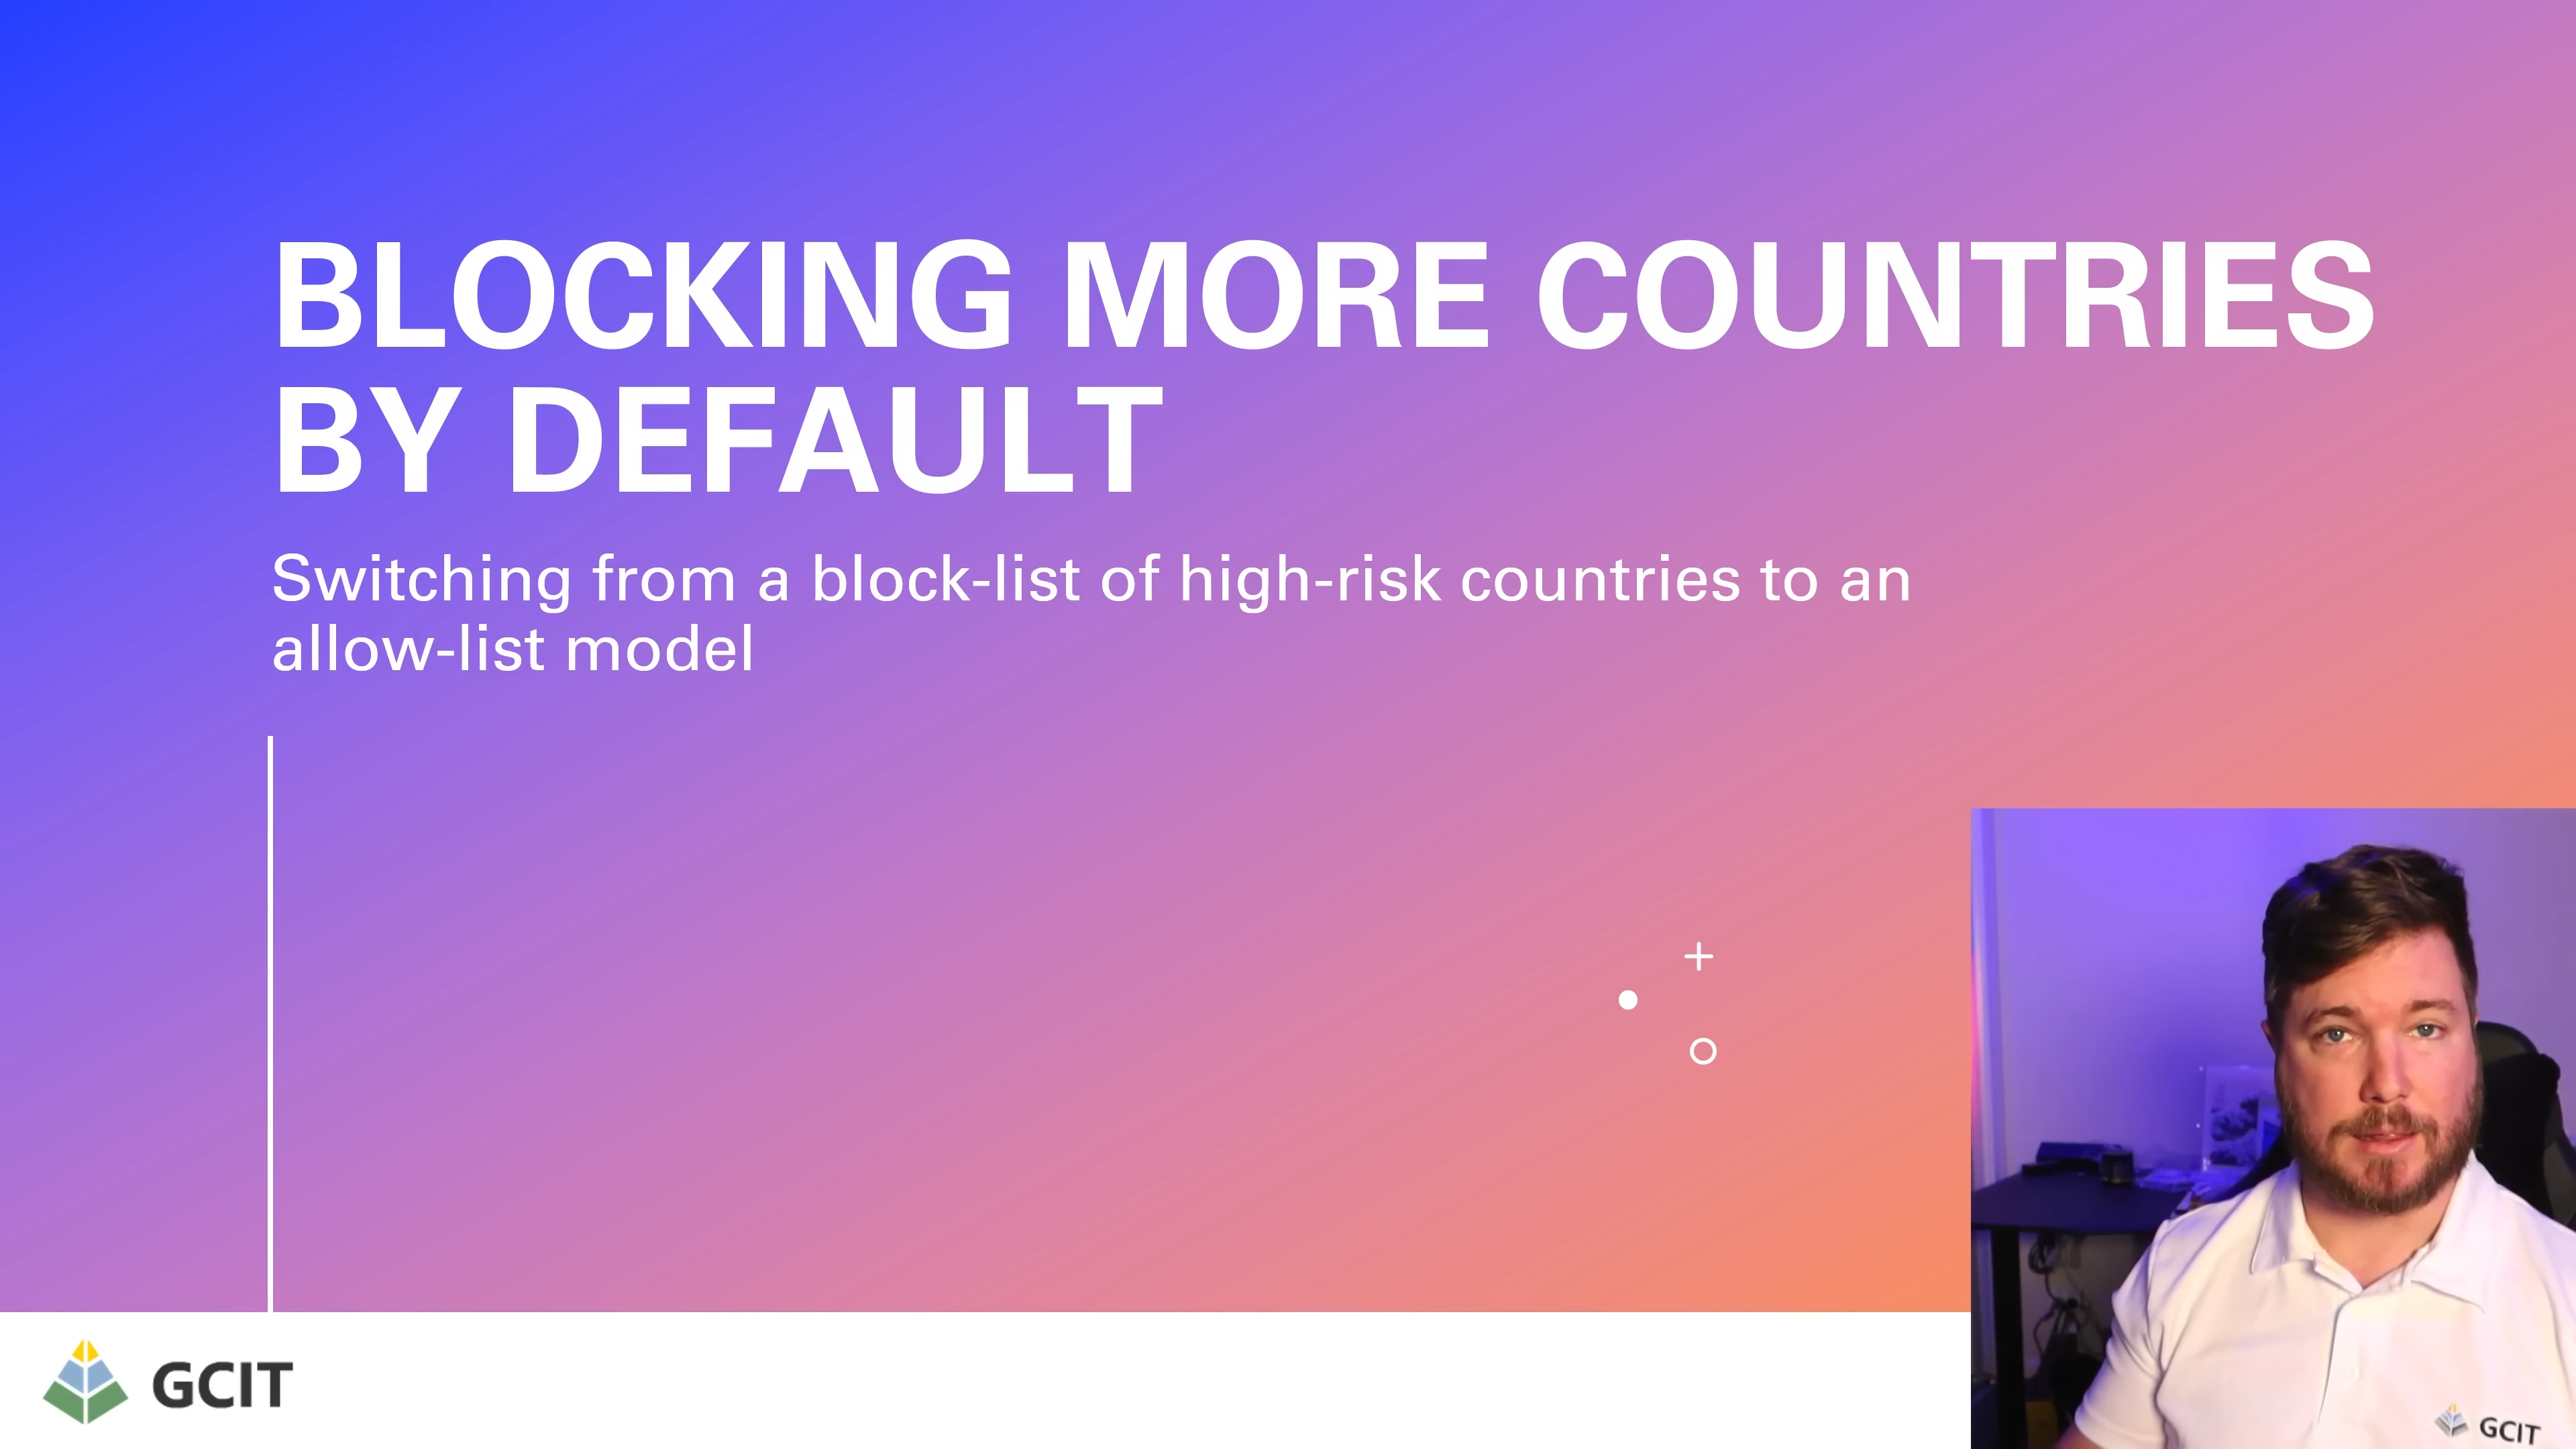 BLOCKING MORE COUNTRIES
BY DEFAULT
Switching from a block-list of high-risk countries to an
allow-list model
GCIT
GCIT